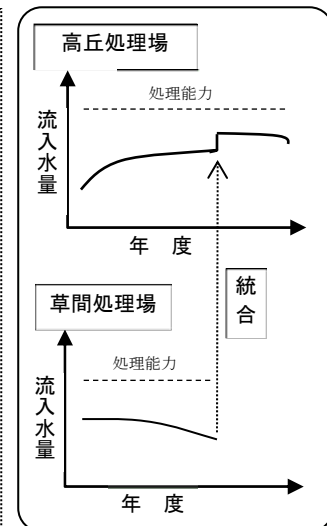 高丘処理場
処理能力
流入水量
年 度
統合
草間処理場
処理能力
流入水量
年 度